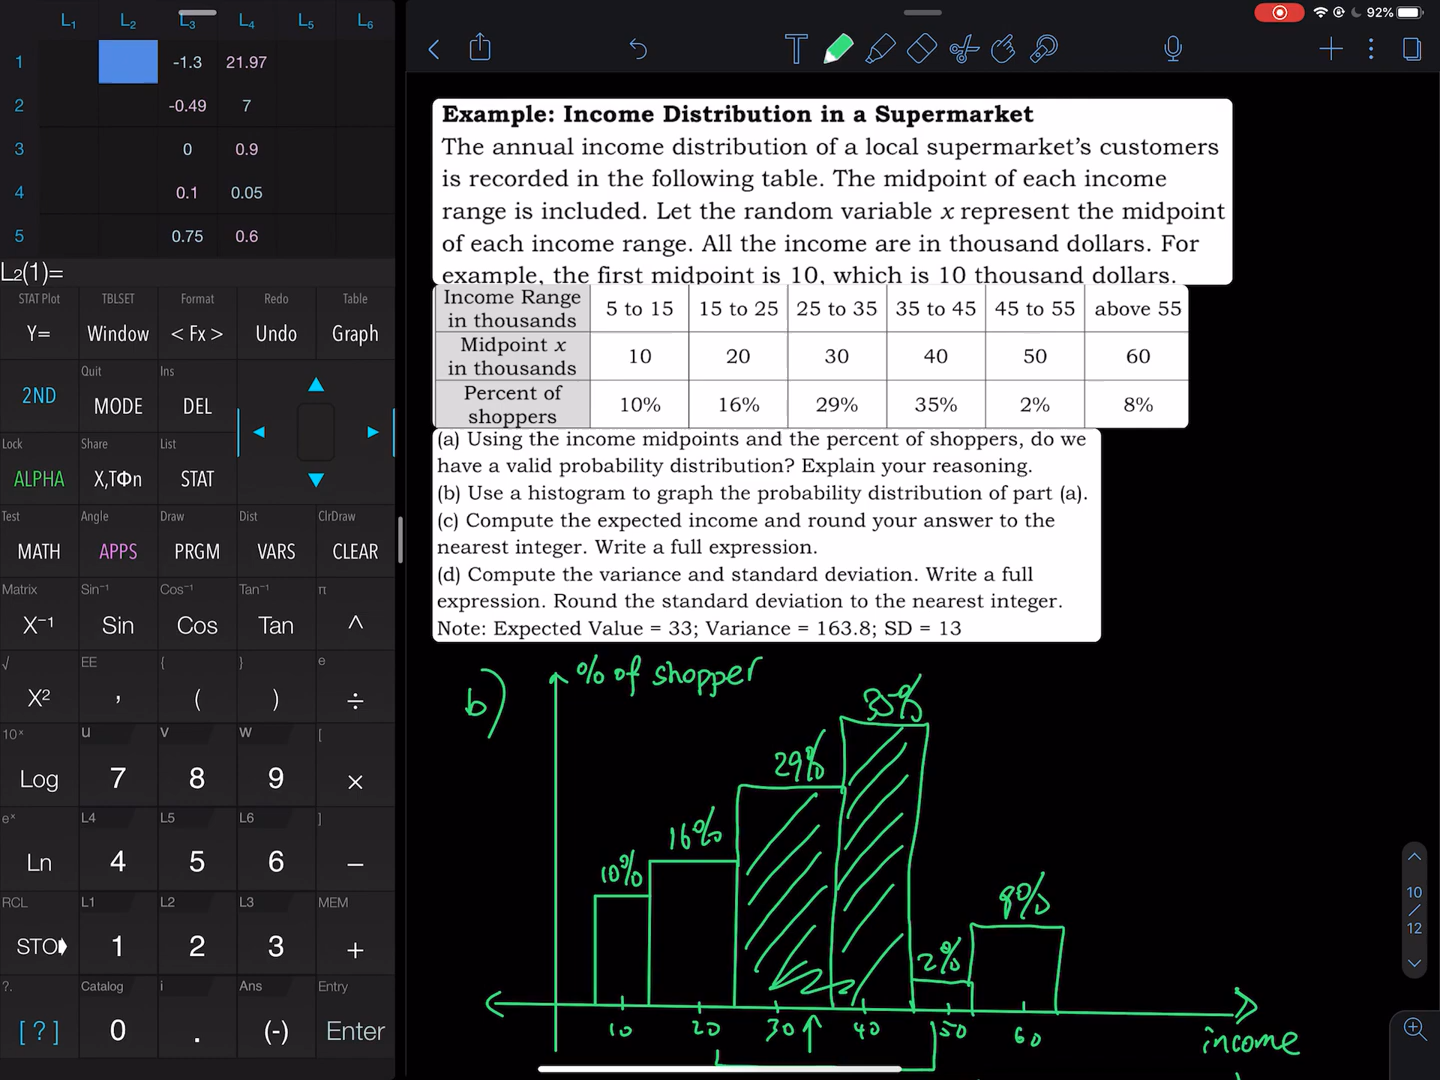 L1 L2 L3 L4 L5 L6
1 -1.3 21.97
2 -0.49 7
3 0 0.9
4 0.1 0.05
5 0.75 0.6
L2(1)=
STAT Plot TBLSET Format Redo Table
Y= Window < Fx > Undo Graph
Quit Ins
2ND MODE DEL
Lock Share List
ALPHA X,TΦn STAT
Test Angle Draw Dist ClrDraw
MATH APPS PRGM VARS CLEAR
Matrix Sin⁻¹ Cos⁻¹ Tan⁻¹ π
X⁻¹ Sin Cos Tan ^
√ EE { } e
X² , ( ) ÷
10ˣ u v w [
Log 7 8 9 ×
eˣ L4 L5 L6 ]
Ln 4 5 6 −
RCL L1 L2 L3 MEM
STO 1 2 3 +
?. Catalog i Ans Entry
[ ? ] 0 . (-) Enter
92%
Example: Income Distribution in a Supermarket
The annual income distribution of a local supermarket's customers
is recorded in the following table. The midpoint of each income
range is included. Let the random variable x represent the midpoint
of each income range. All the income are in thousand dollars. For
example, the first midpoint is 10, which is 10 thousand dollars.
Income Range in thousands 5 to 15 15 to 25 25 to 35 35 to 45 45 to 55 above 55
Midpoint x in thousands 10 20 30 40 50 60
Percent of shoppers 10% 16% 29% 35% 2% 8%
(a) Using the income midpoints and the percent of shoppers, do we
have a valid probability distribution? Explain your reasoning.
(b) Use a histogram to graph the probability distribution of part (a).
(c) Compute the expected income and round your answer to the
nearest integer. Write a full expression.
(d) Compute the variance and standard deviation. Write a full
expression. Round the standard deviation to the nearest integer.
Note: Expected Value = 33; Variance = 163.8; SD = 13
b)
% of shopper
35%
29%
16%
10%
8%
2%
10 20 30 40 50 60
income
10
/
12